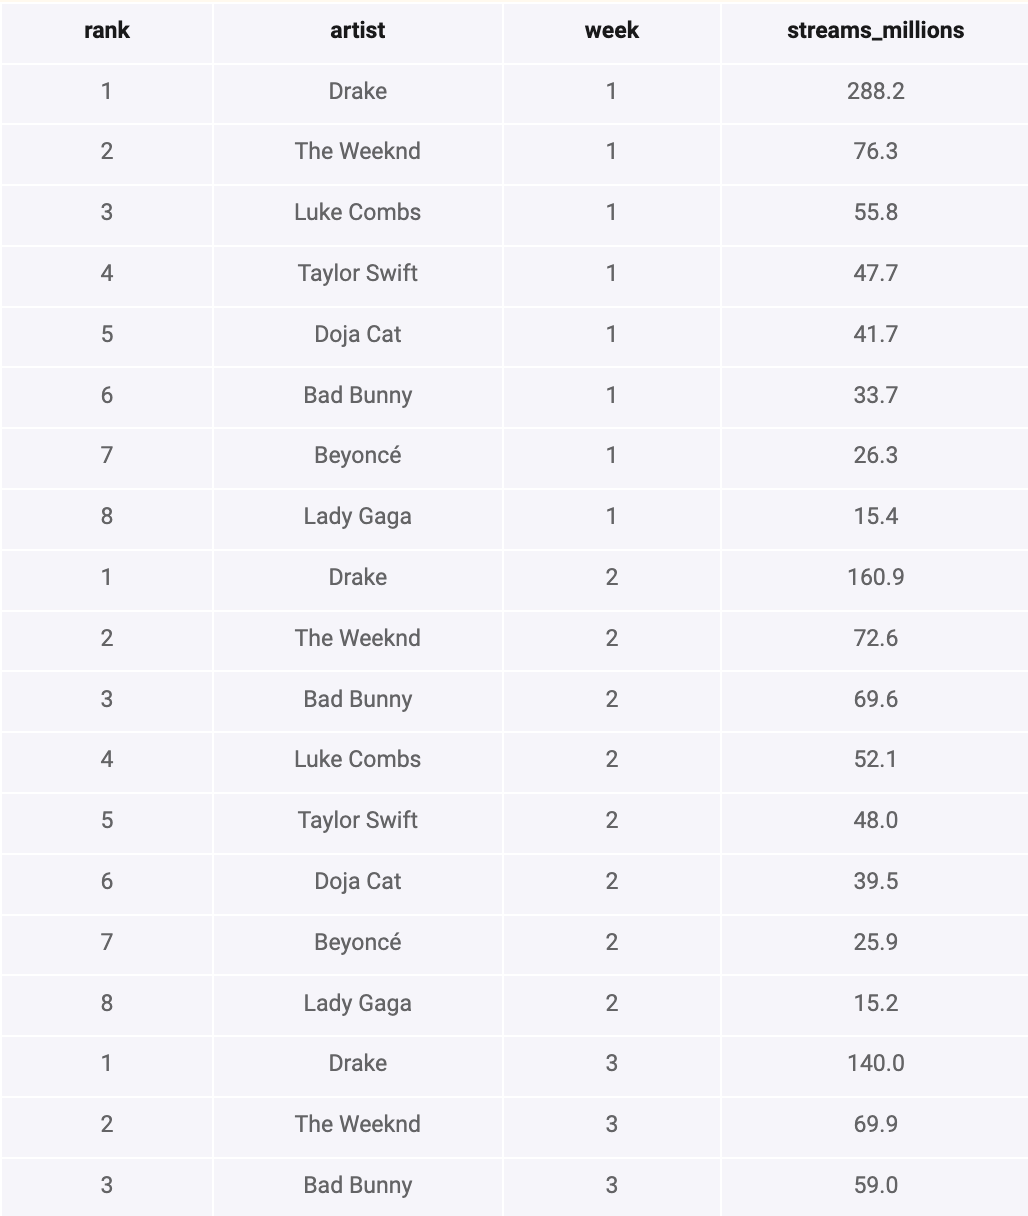 rank artist week streams_millions
1 Drake 1 288.2
2 The Weeknd 1 76.3
3 Luke Combs 1 55.8
4 Taylor Swift 1 47.7
5 Doja Cat 1 41.7
6 Bad Bunny 1 33.7
7 Beyoncé 1 26.3
8 Lady Gaga 1 15.4
1 Drake 2 160.9
2 The Weeknd 2 72.6
3 Bad Bunny 2 69.6
4 Luke Combs 2 52.1
5 Taylor Swift 2 48.0
6 Doja Cat 2 39.5
7 Beyoncé 2 25.9
8 Lady Gaga 2 15.2
1 Drake 3 140.0
2 The Weeknd 3 69.9
3 Bad Bunny 3 59.0